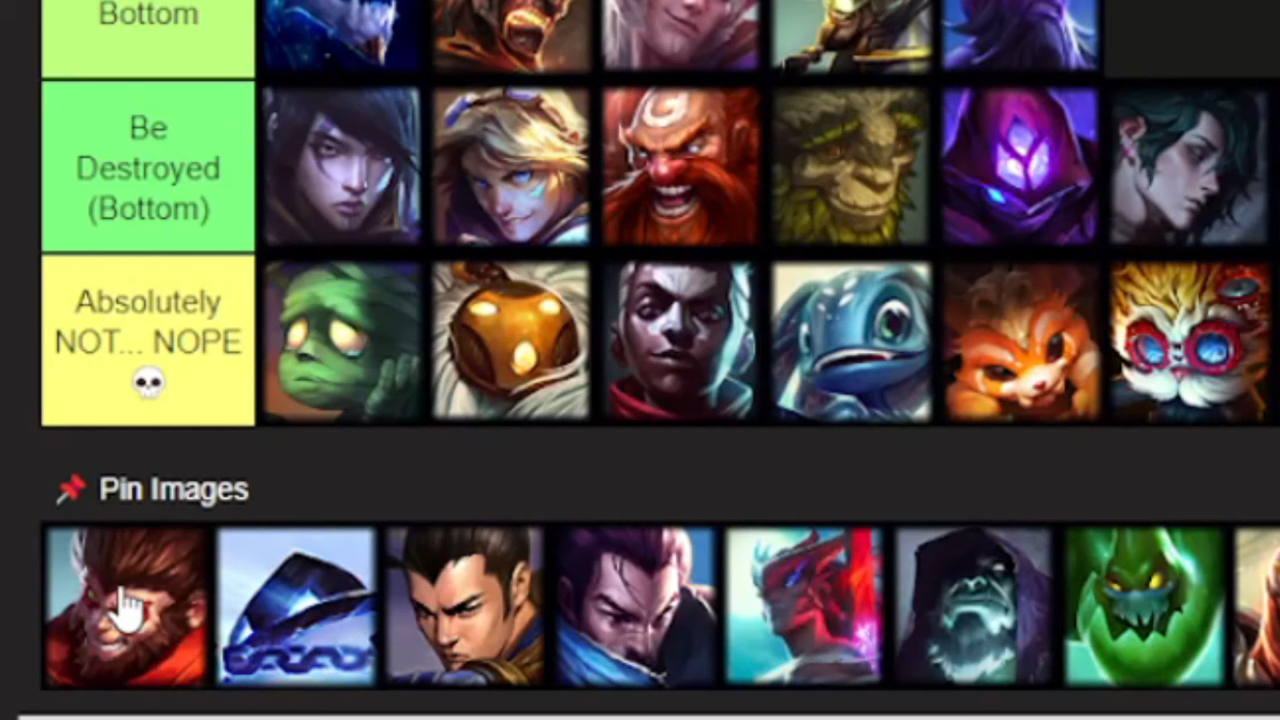 Bottom
Be
Destroyed
(Bottom)
Absolutely
NOT... NOPE
💀
📌 Pin Images